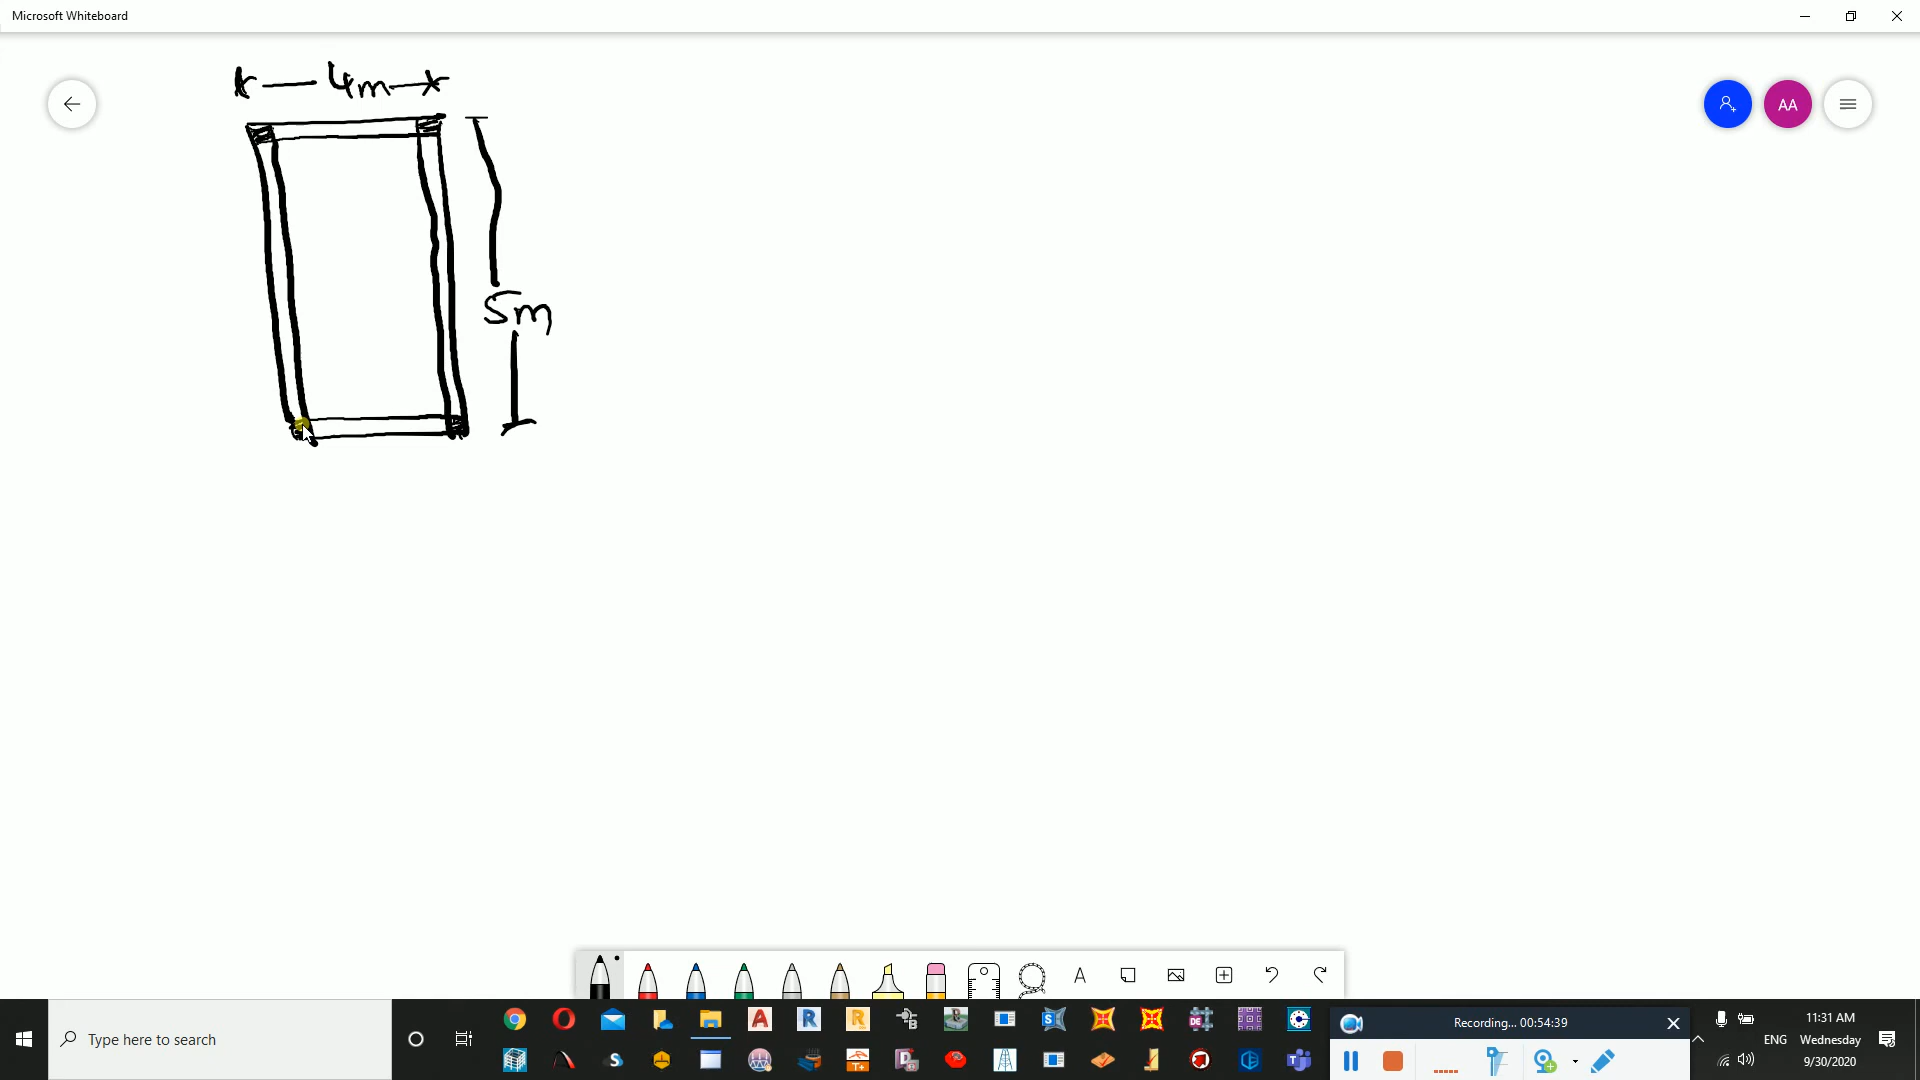 Microsoft Whiteboard
4m
AA
5m
A
Type here to search
Recording... 00:54:39
11:31 AM
ENG Wednesday
9/30/2020